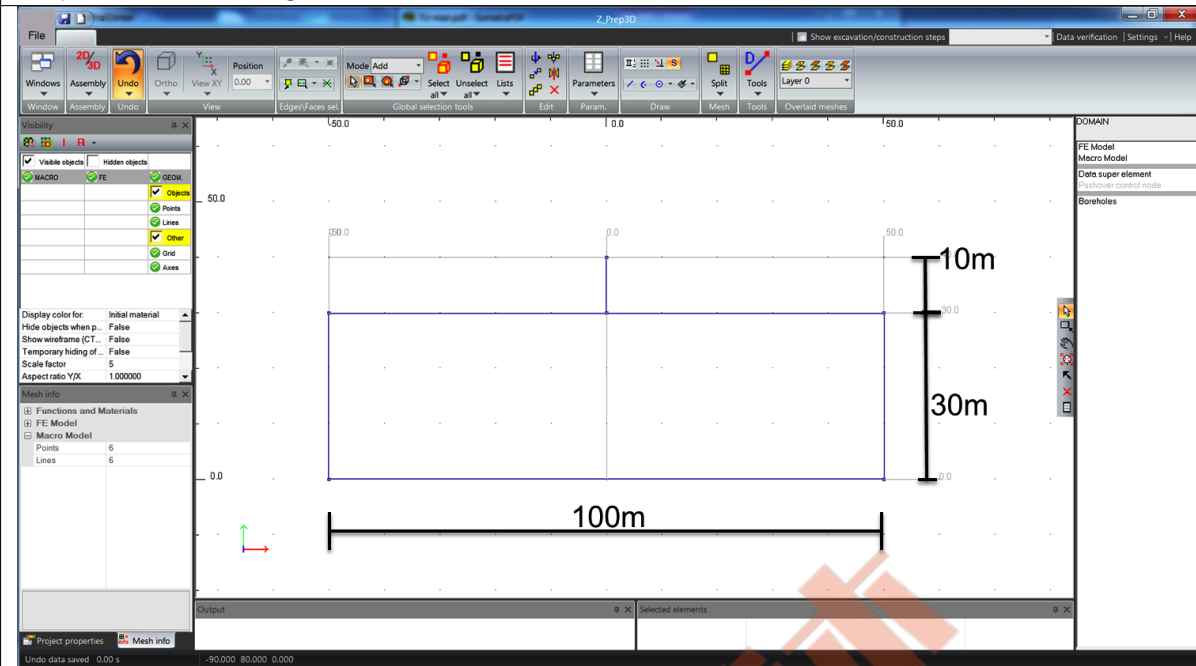 Z_Prep3D
File
Show excavation/construction steps
Data verification
Settings
Help
2D/3D
Windows
Assembly
Undo
Ortho
View XY
Position
0.00
Mode
Add
Select all
Unselect all
Lists
Parameters
Split
Tools
Layer 0
Window
Assembly
Undo
View
Edges\Faces sel.
Global selection tools
Edit
Param.
Draw
Mesh
Tools
Overlaid meshes
Visibility
Visible objects
Hidden objects
MACRO
FE
GEOM.
Objects
Points
Lines
Other
Grid
Axes
Display color for: Initial material
Hide objects when p... False
Show wireframe (CT... False
Temporary hiding of... False
Scale factor 5
Aspect ratio Y/X 1.000000
Mesh info
Functions and Materials
FE Model
Macro Model
Points 6
Lines 6
Project properties
Mesh info
Undo data saved 0.00 s
-90.000 80.000 0.000
-50.0
0.0
50.0
50.0
0.0
0.0
50.0
10m
30.0
30m
0.0
100m
Y
X
Output
Selected elements
DOMAIN
FE Model
Macro Model
Data super element
Pushover control node
Boreholes